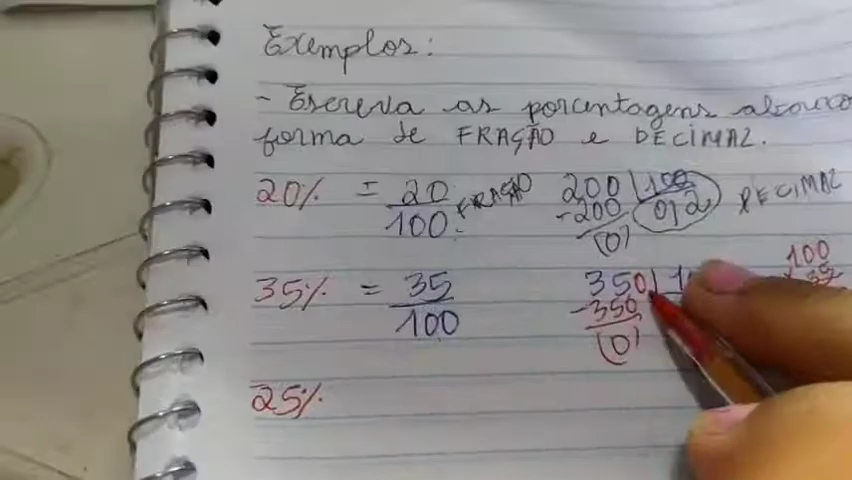 Exemplos:
- Escreva as porcentagens abaixo
forma de FRAÇÃO e DECIMAL.
20% = 20/100 FRAÇÃO 200 |100 DECIMAL
-200 0,2
(0)
35% = 35/100 350| 100
-350 35
(0)
25%